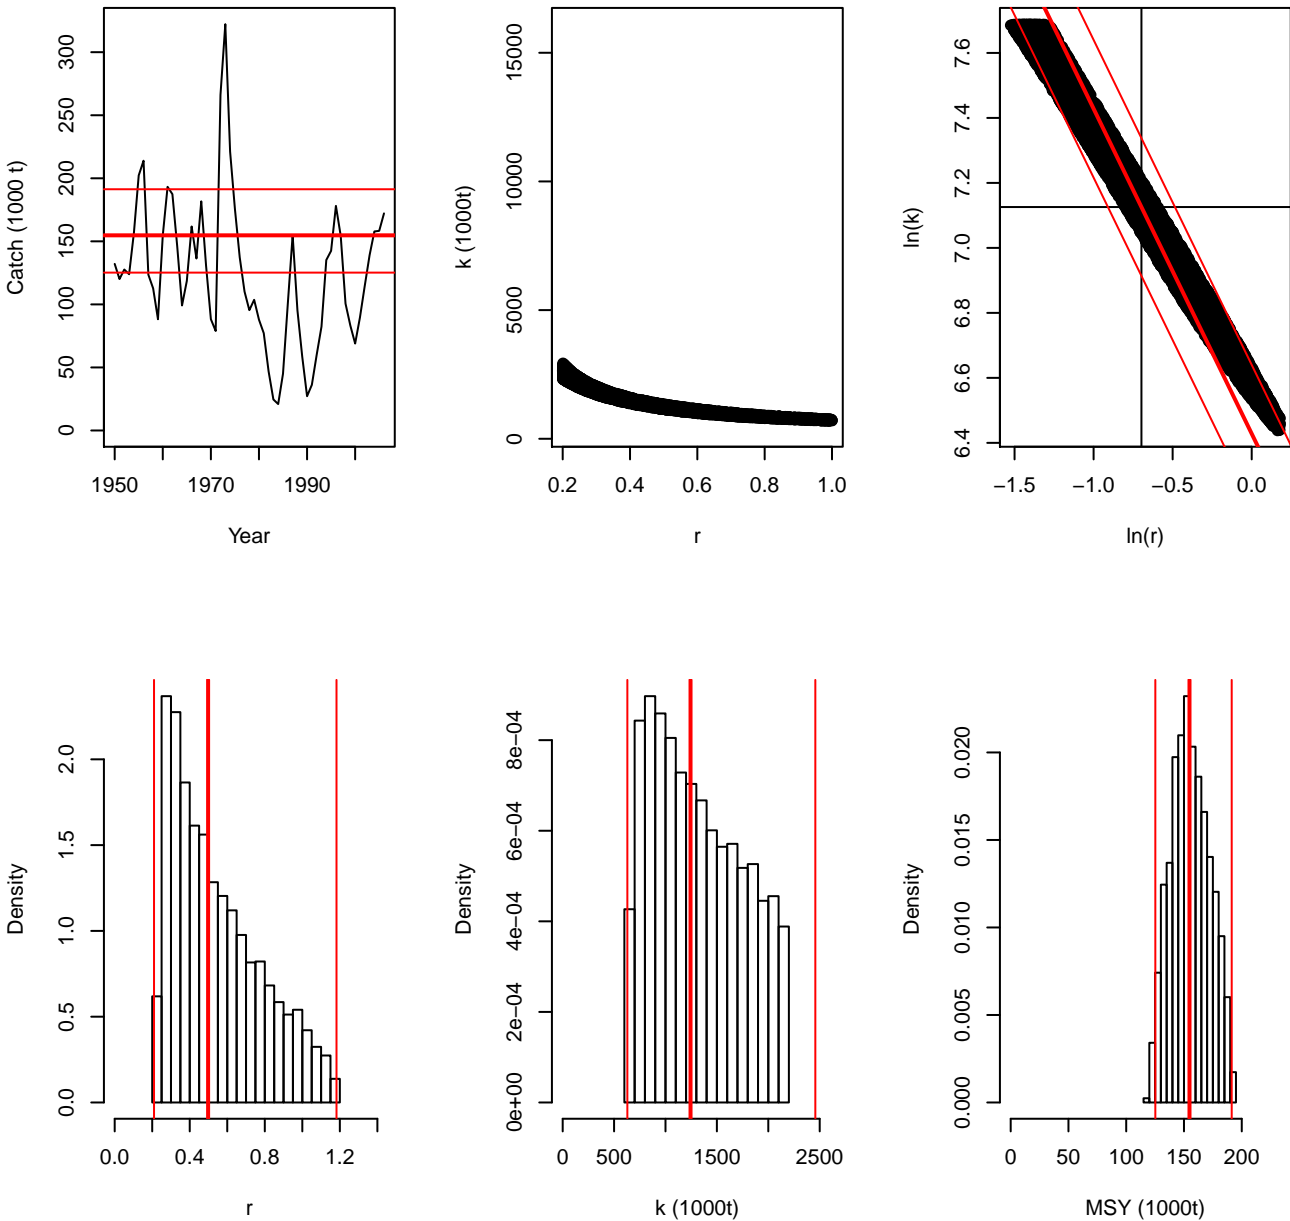 Catch (1000 t)
0 50 100 150 200 250 300
1950 1970 1990
Year
k (1000t)
0 5000 10000 15000
0.2 0.4 0.6 0.8 1.0
r
ln(k)
6.4 6.6 6.8 7.0 7.2 7.4 7.6
−1.5 −1.0 −0.5 0.0
ln(r)
Density
0.0 0.5 1.0 1.5 2.0
0.0 0.4 0.8 1.2
r
Density
0e+00 2e−04 4e−04 6e−04 8e−04
0 500 1500 2500
k (1000t)
Density
0.000 0.005 0.010 0.015 0.020
0 50 100 150 200
MSY (1000t)